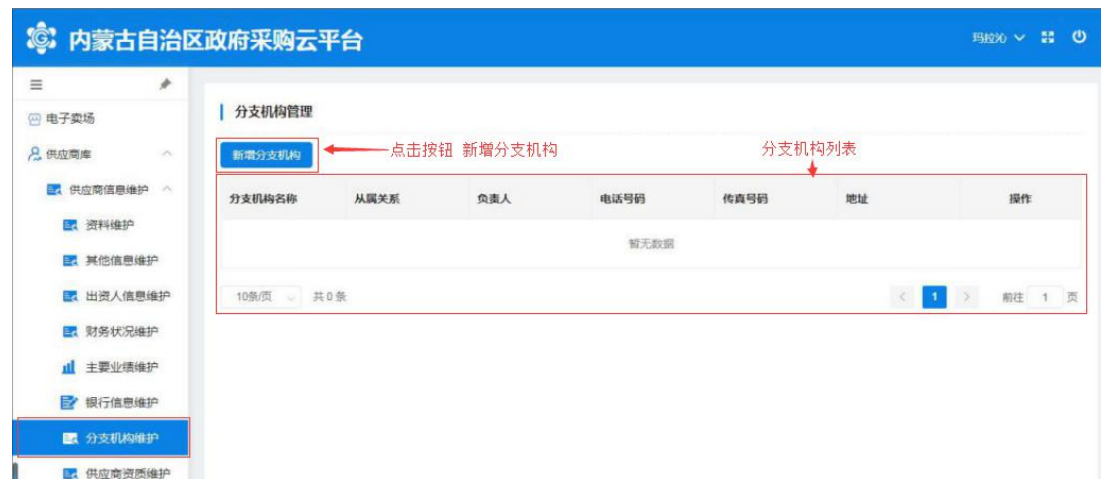 内蒙古自治区政府采购云平台
玛拉沁
电子卖场
供应商库
供应商信息维护
资料维护
其他信息维护
出资人信息维护
财务状况维护
主要业绩维护
银行信息维护
分支机构维护
供应商资质维护
分支机构管理
新增分支机构 点击按钮 新增分支机构 分支机构列表
分支机构名称 从属关系 负责人 电话号码 传真号码 地址 操作
暂无数据
10条/页 共 0 条 1 前往 1 页